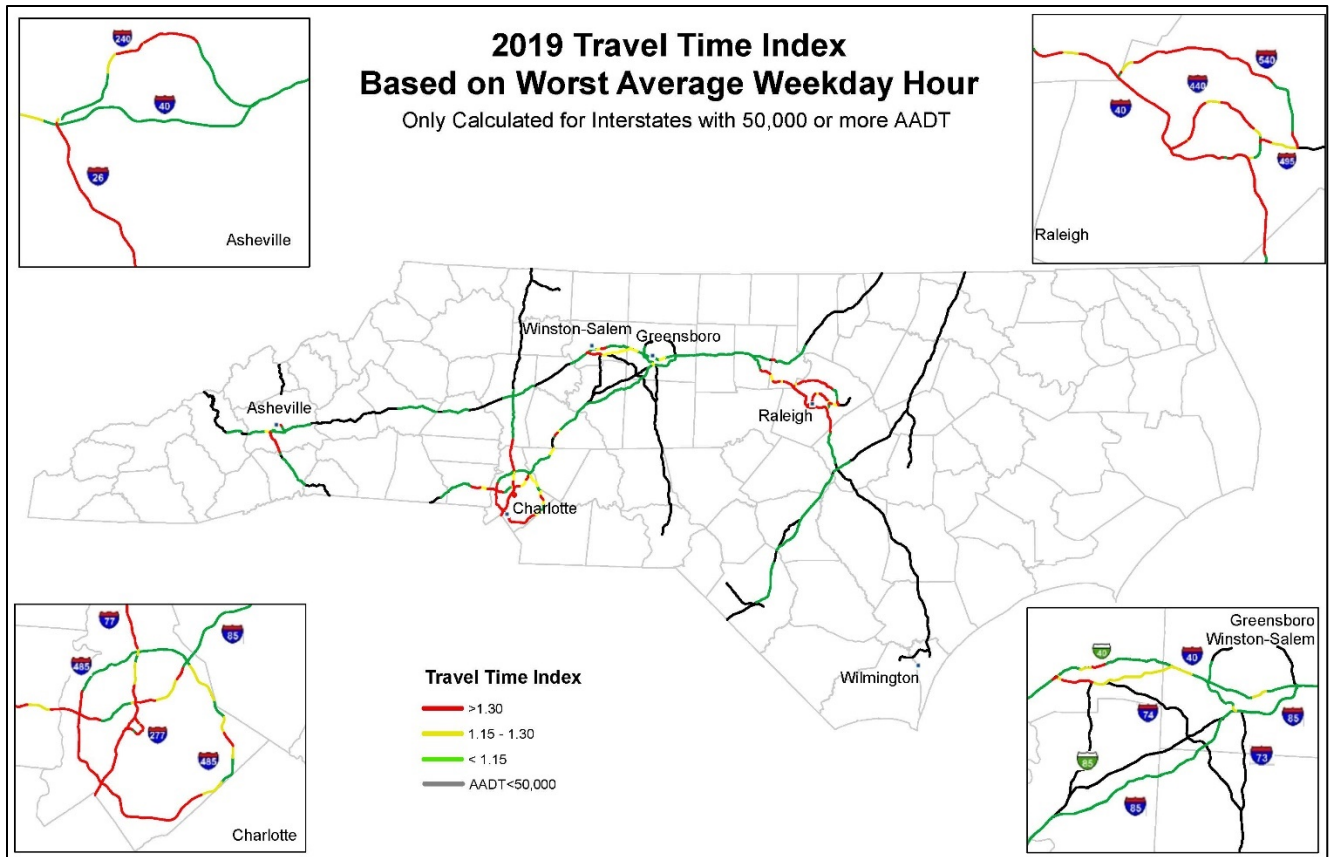 2019 Travel Time Index
Based on Worst Average Weekday Hour
Only Calculated for Interstates with 50,000 or more AADT
240
40
26
Asheville
540
440
40
495
Raleigh
Winston-Salem
Greensboro
Asheville
Raleigh
Charlotte
Wilmington
77
85
485
277
485
Charlotte
Travel Time Index
>1.30
1.15 - 1.30
< 1.15
AADT<50,000
Greensboro
Winston-Salem
40
40
74
85
73
85
85